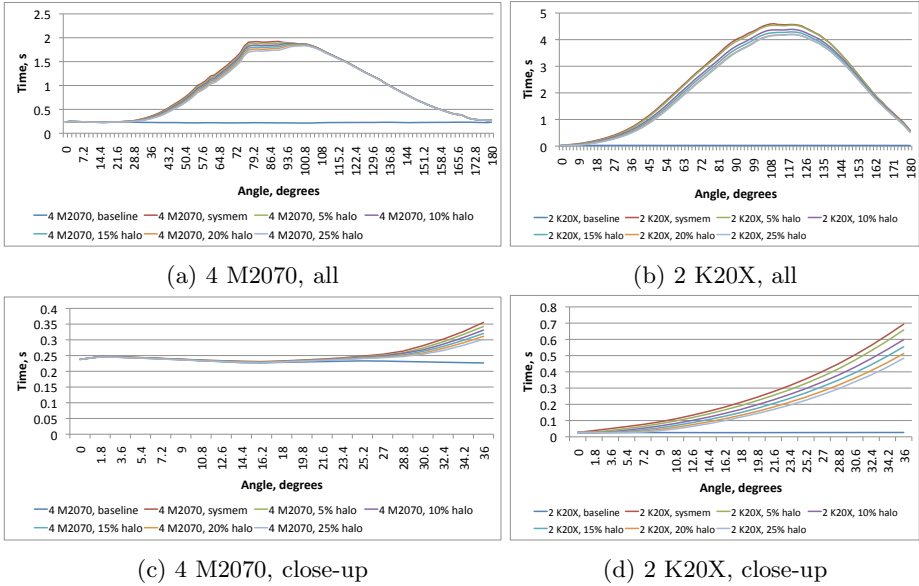 2.5
2
1.5
1
0.5
0
Time, s
0 7.2 14.4 21.6 28.8 36 43.2 50.4 57.6 64.8 72 79.2 86.4 93.6 100.8 108 115.2 122.4 129.6 136.8 144 151.2 158.4 165.6 172.8 180
Angle, degrees
4 M2070, baseline 4 M2070, sysmem 4 M2070, 5% halo 4 M2070, 10% halo
4 M2070, 15% halo 4 M2070, 20% halo 4 M2070, 25% halo
(a) 4 M2070, all
5
4
3
2
1
0
Time, s
0 9 18 27 36 45 54 63 72 81 90 99 108 117 126 135 144 153 162 171 180
Angle, degrees
2 K20X, baseline 2 K20X, sysmem 2 K20X, 5% halo 2 K20X, 10% halo
2 K20X, 15% halo 2 K20X, 20% halo 2 K20X, 25% halo
(b) 2 K20X, all
0.4
0.35
0.3
0.25
0.2
0.15
0.1
0.05
0
Time, s
0 1.8 3.6 5.4 7.2 9 10.8 12.6 14.4 16.2 18 19.8 21.6 23.4 25.2 27 28.8 30.6 32.4 34.2 36
Angle, degrees
4 M2070, baseline 4 M2070, sysmem 4 M2070, 5% halo 4 M2070, 10% halo
4 M2070, 15% halo 4 M2070, 20% halo 4 M2070, 25% halo
(c) 4 M2070, close-up
0.8
0.7
0.6
0.5
0.4
0.3
0.2
0.1
0
Time, s
0 1.8 3.6 5.4 7.2 9 10.8 12.6 14.4 16.2 18 19.8 21.6 23.4 25.2 27 28.8 30.6 32.4 34.2 36
Angle, degrees
2 K20X, baseline 2 K20X, sysmem 2 K20X, 5% halo 2 K20X, 10% halo
2 K20X, 15% halo 2 K20X, 20% halo 2 K20X, 25% halo
(d) 2 K20X, close-up